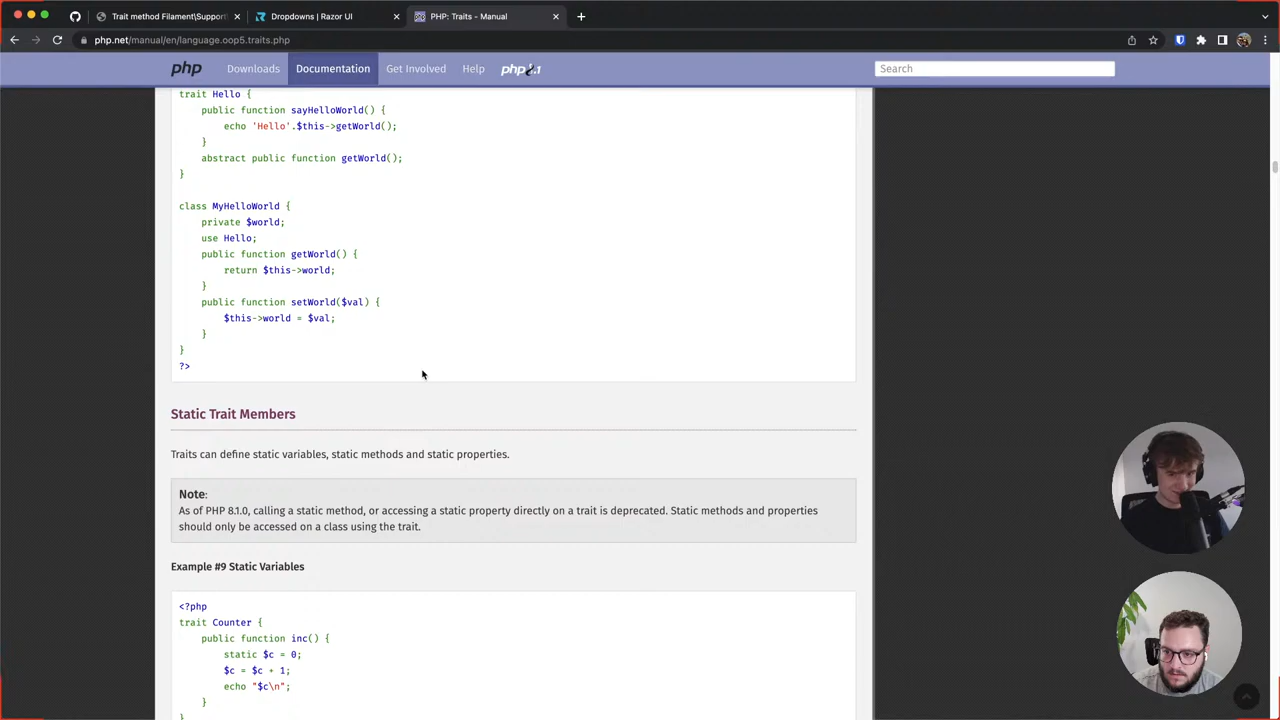 Trait method Filament\Support
Dropdowns | Razor UI
PHP: Traits - Manual
php.net/manual/en/language.oop5.traits.php
php
Downloads
Documentation
Get Involved
Help
Search
trait Hello {
public function sayHelloWorld() {
echo 'Hello'.$this->getWorld();
}
abstract public function getWorld();
}
class MyHelloWorld {
private $world;
use Hello;
public function getWorld() {
return $this->world;
}
public function setWorld($val) {
$this->world = $val;
}
}
?>
Static Trait Members
Traits can define static variables, static methods and static properties.
Note:
As of PHP 8.1.0, calling a static method, or accessing a static property directly on a trait is deprecated. Static methods and properties
should only be accessed on a class using the trait.
Example #9 Static Variables
<?php
trait Counter {
public function inc() {
static $c = 0;
$c = $c + 1;
echo "$c\n";
}
}